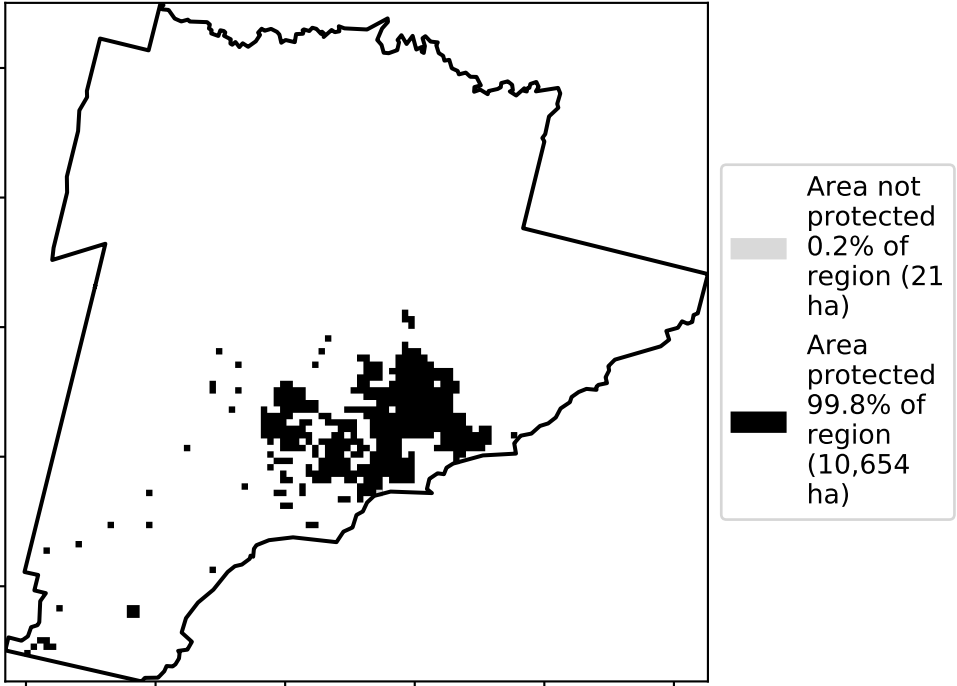 Area not
protected
0.2% of
region (21
ha)
Area
protected
99.8% of
region
(10,654
ha)